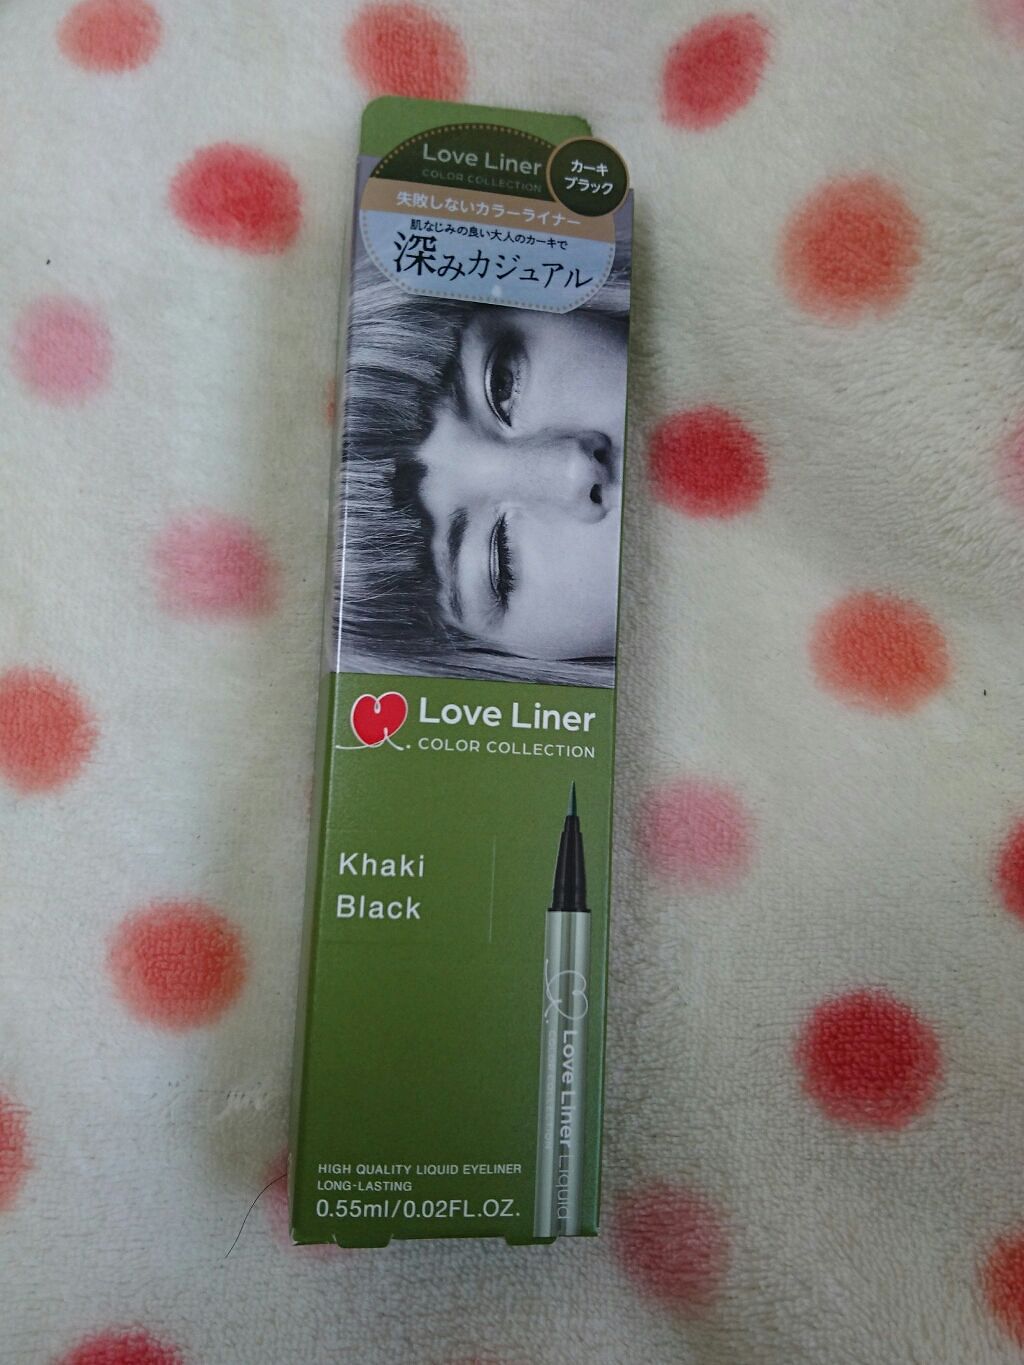 Love Liner
COLOR COLLECTION
カーキ
ブラック
失敗しないカラーライナー
肌なじみの良い大人のカーキで
深みカジュアル
Love Liner
COLOR COLLECTION
Khaki
Black
Love Liner Liquid
COLOR COLLECTION
HIGH QUALITY LIQUID EYELINER
LONG-LASTING
0.55ml/0.02FL.OZ.